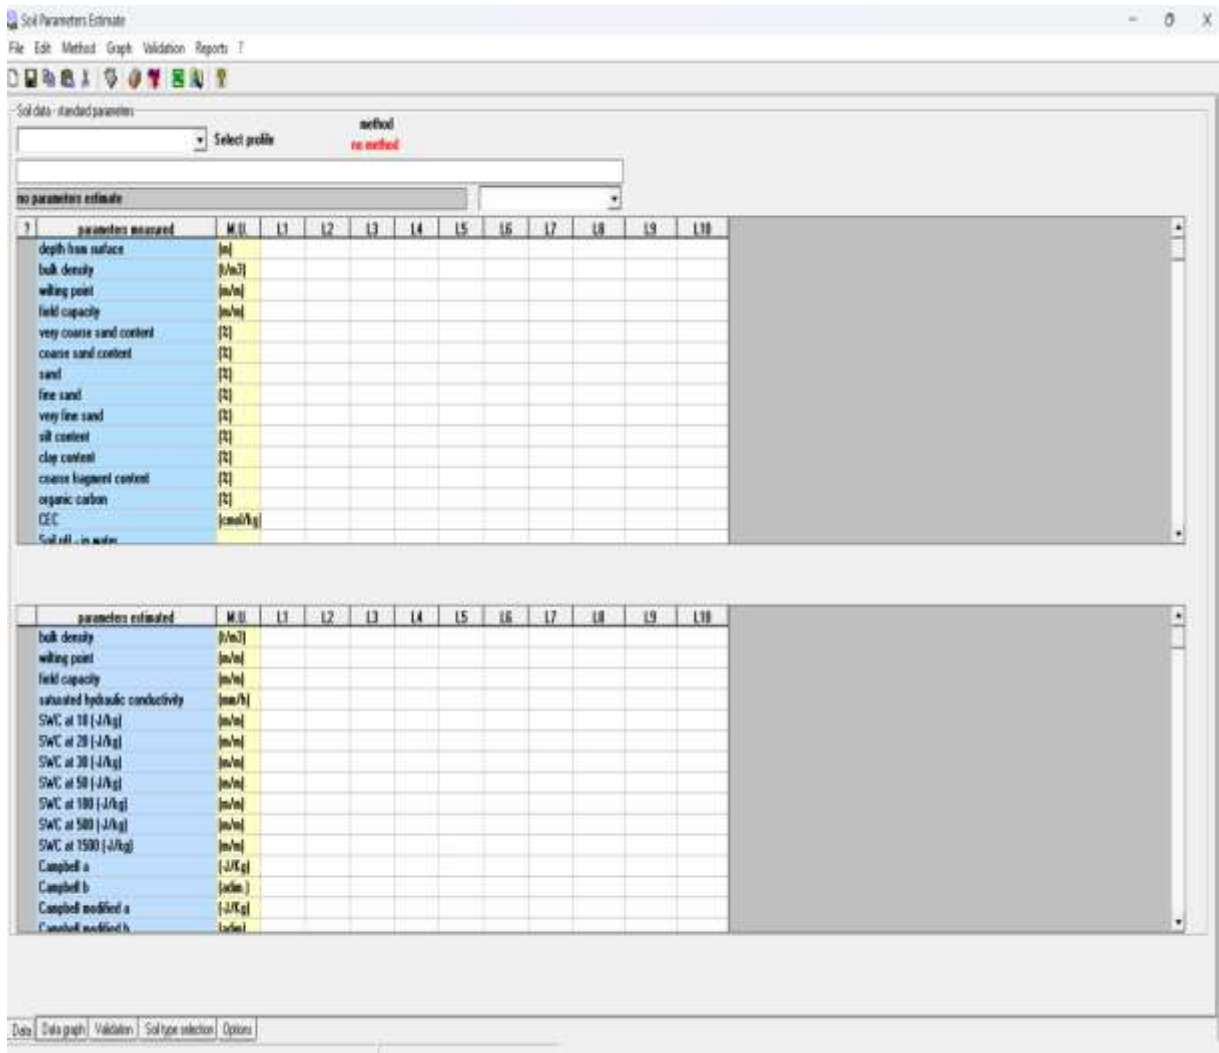 Soil Parameters Estimate
File Edit Method Graph Validation Reports ?
Soil data - standard parameters
method
Select profile
no method
no parameters estimate
? parameters measured M.U. L1 L2 L3 L4 L5 L6 L7 L8 L9 L10
depth from surface (m)
bulk density (t/m3)
wilting point (m/m)
field capacity (m/m)
very coarse sand content (%)
coarse sand content (%)
sand (%)
fine sand (%)
very fine sand (%)
silt content (%)
clay content (%)
coarse fragment content (%)
organic carbon (%)
CEC (cmol/kg)
Soil pH - in water
parameters estimated M.U. L1 L2 L3 L4 L5 L6 L7 L8 L9 L10
bulk density (t/m3)
wilting point (m/m)
field capacity (m/m)
saturated hydraulic conductivity (mm/h)
SWC at 10 (-J/kg) (m/m)
SWC at 20 (-J/kg) (m/m)
SWC at 30 (-J/kg) (m/m)
SWC at 50 (-J/kg) (m/m)
SWC at 100 (-J/kg) (m/m)
SWC at 500 (-J/kg) (m/m)
SWC at 1500 (-J/kg) (m/m)
Campbell a (-J/Kg)
Campbell b (adim.)
Campbell modified a (-J/Kg)
Campbell modified b (adim)
Data Data graph Validation Soil type selection Options